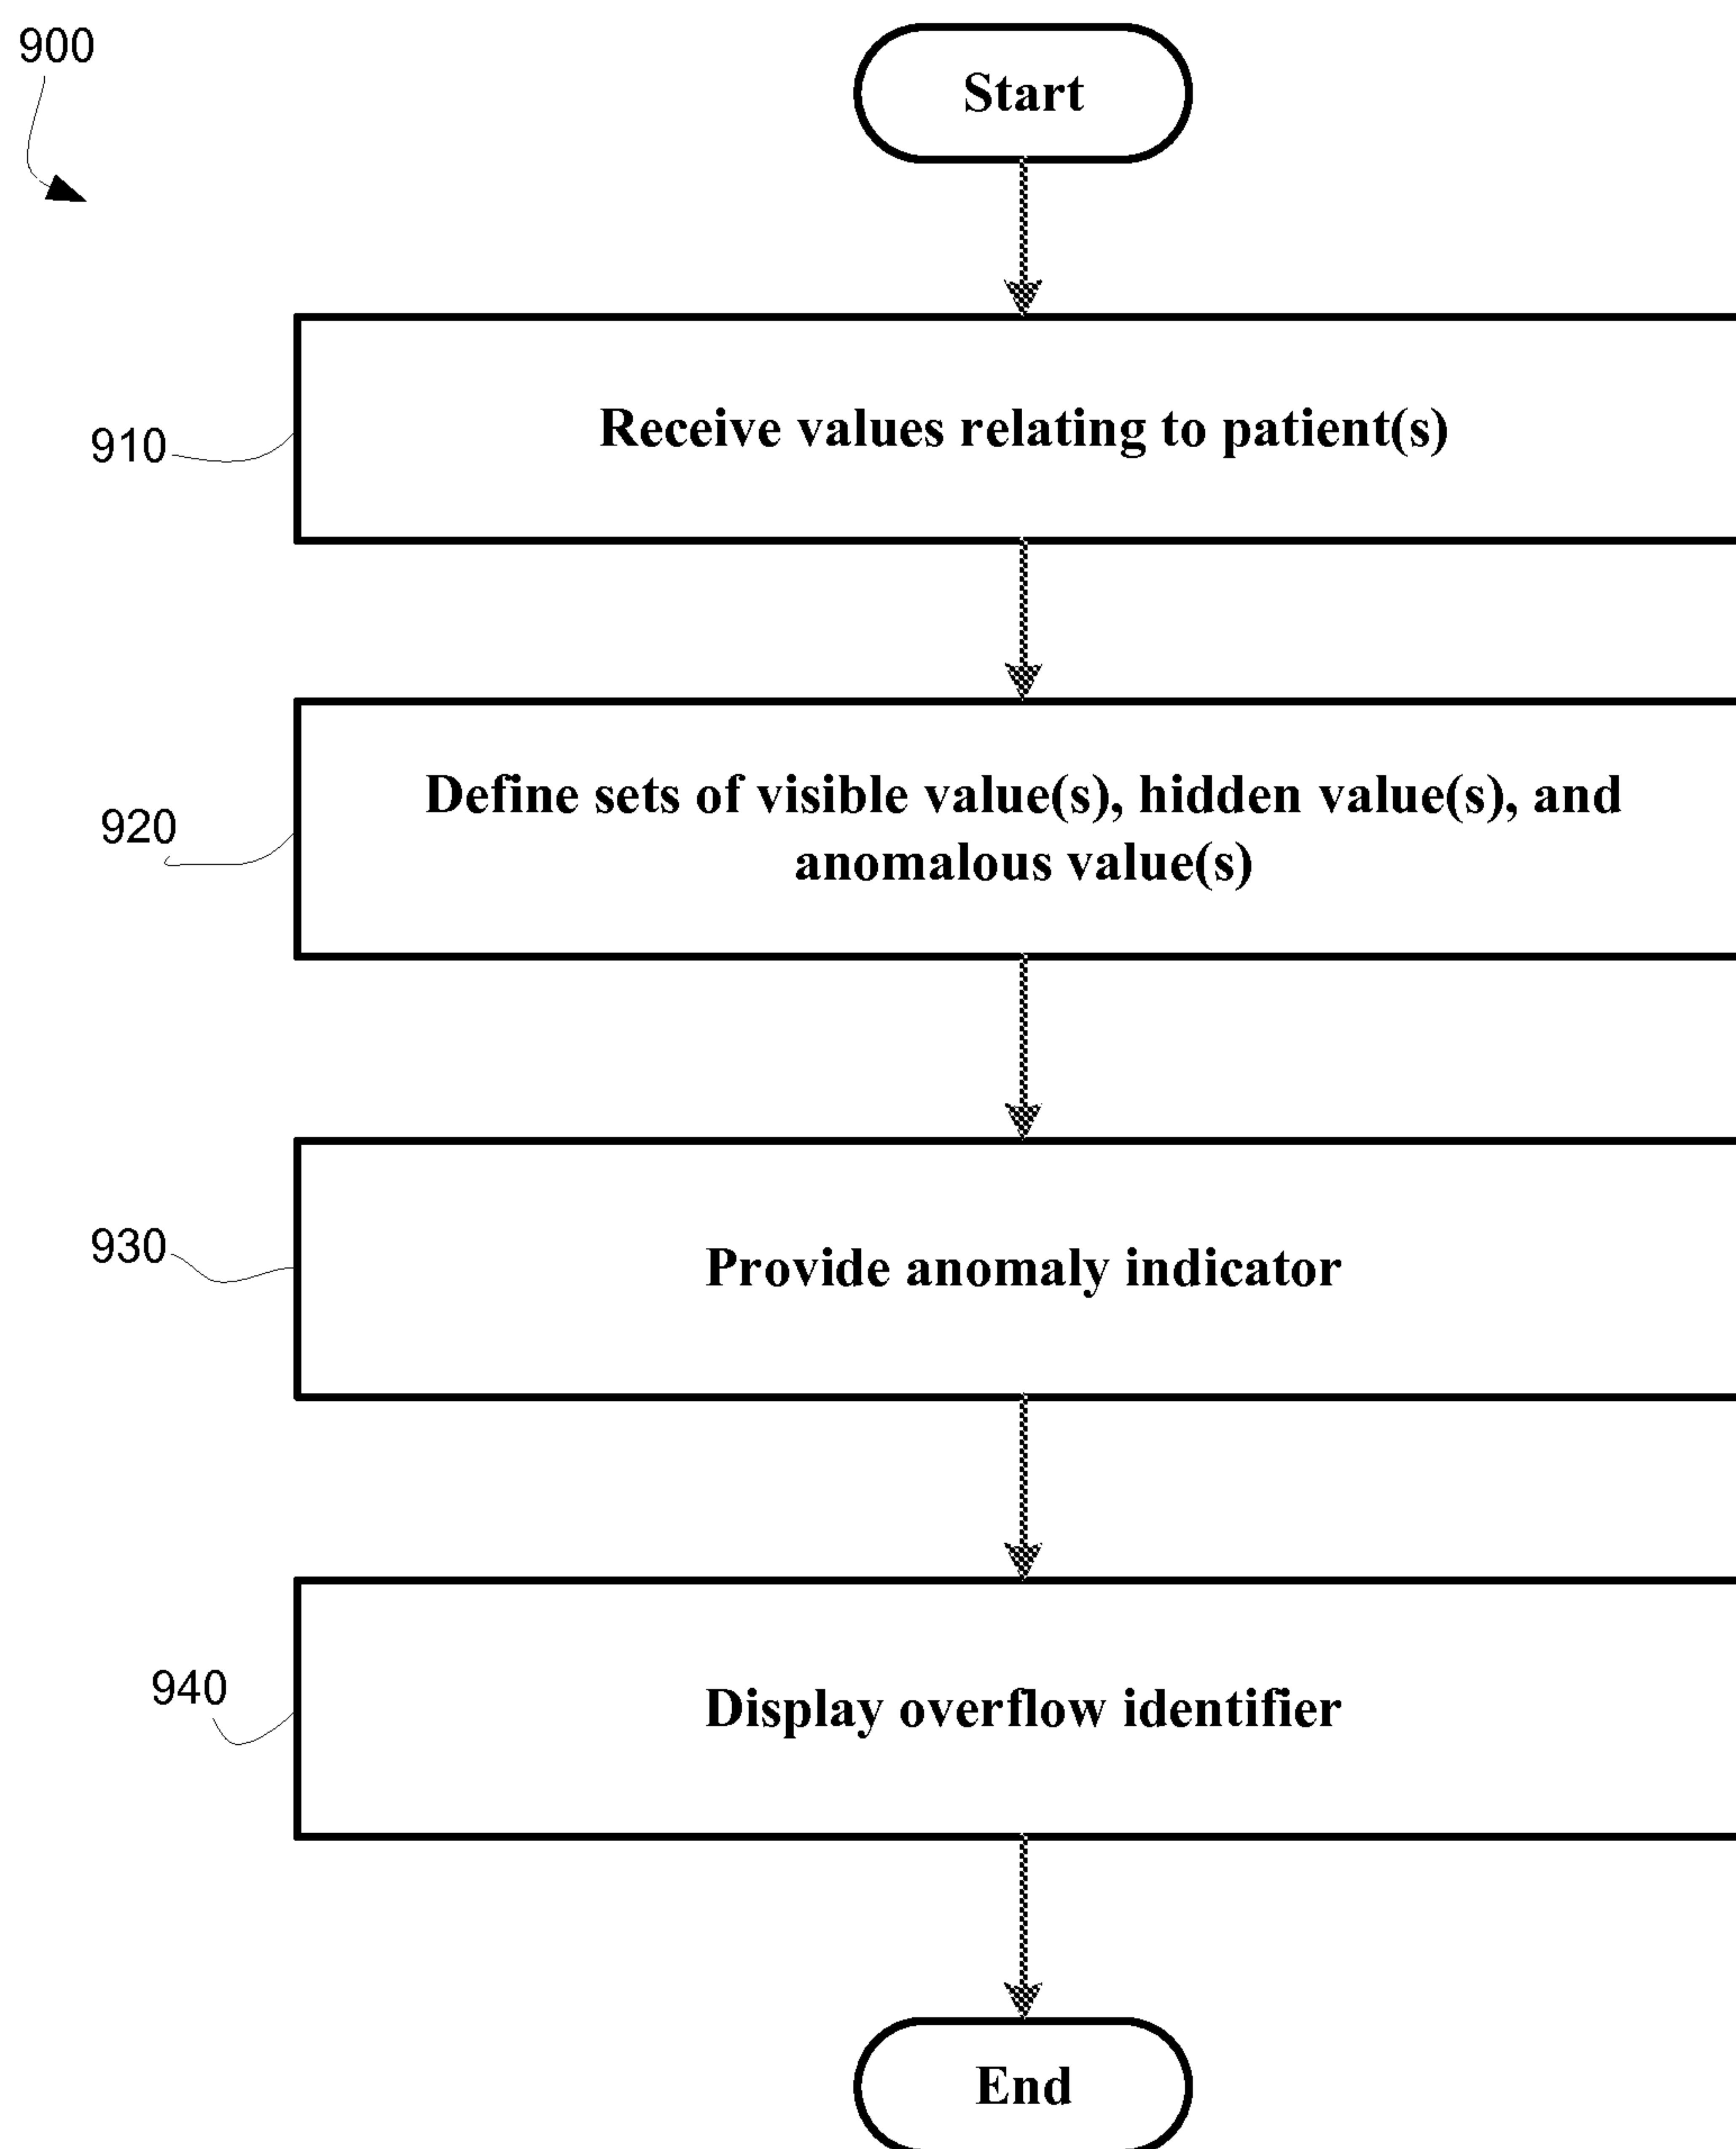 900
Start
910
Receive values relating to patient(s)
920
Define sets of visible value(s), hidden value(s), and
anomalous value(s)
930
Provide anomaly indicator
940
Display overflow identifier
End